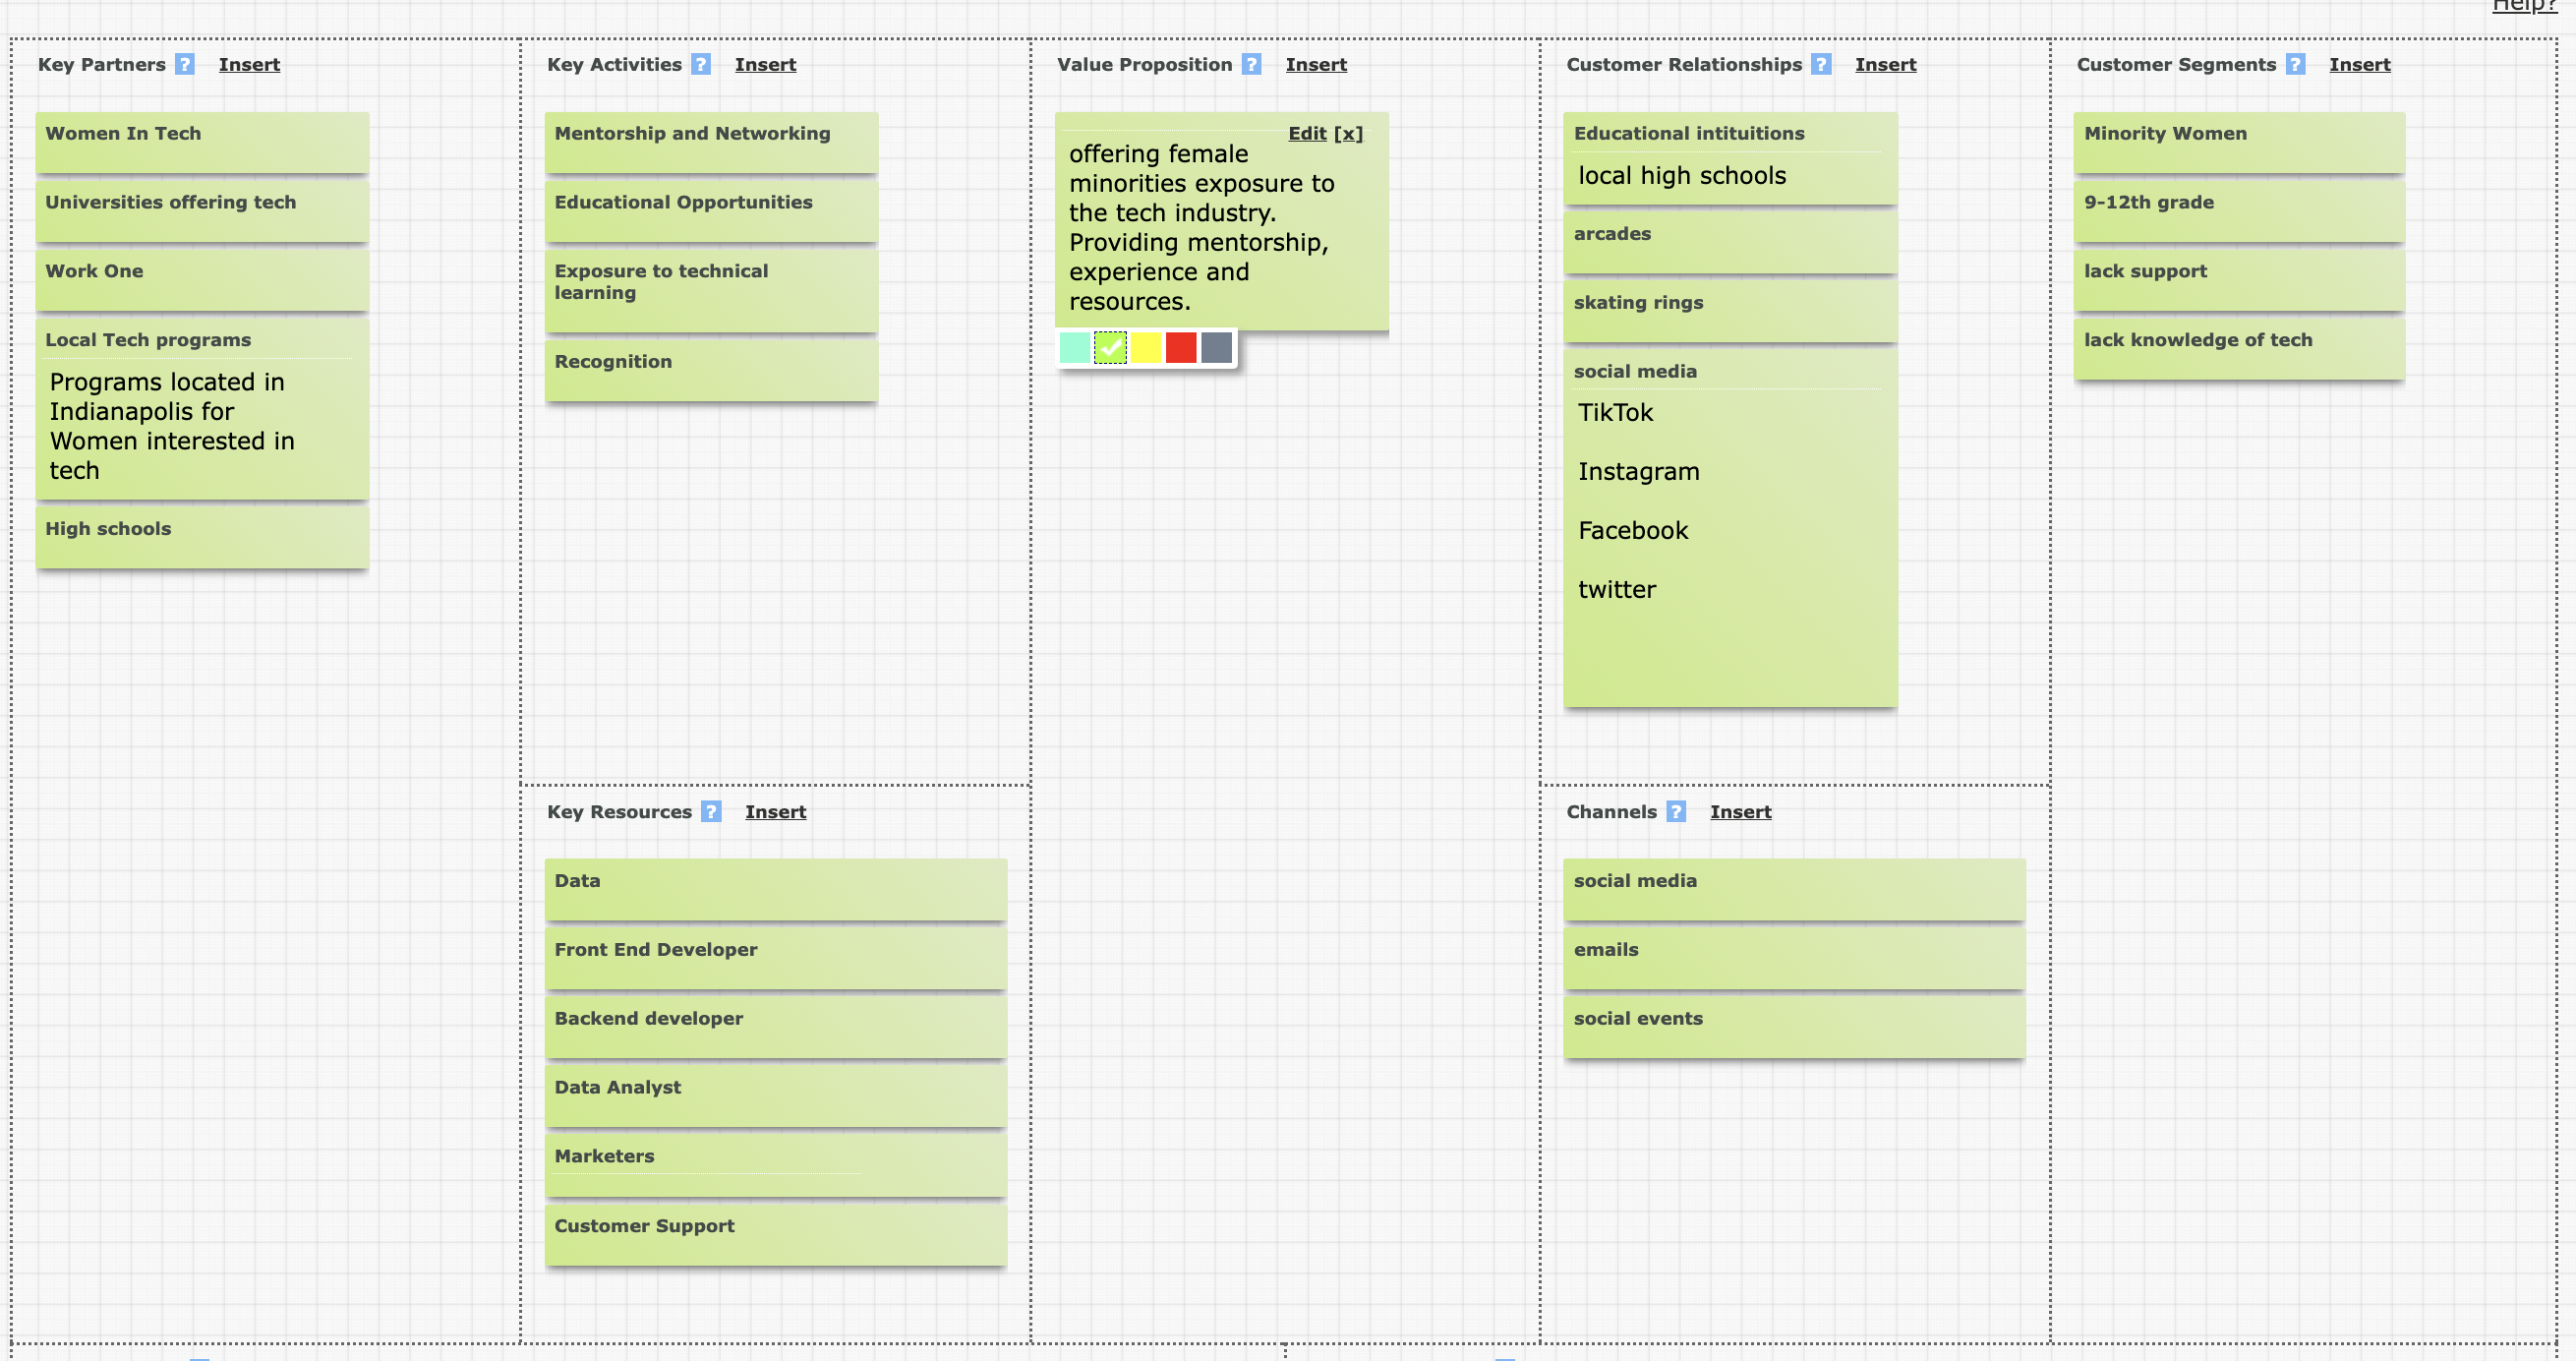 Help?
Key Partners ? Insert
Women In Tech
Universities offering tech
Work One
Local Tech programs
Programs located in
Indianapolis for
Women interested in
tech
High schools
Key Activities ? Insert
Mentorship and Networking
Educational Opportunities
Exposure to technical
learning
Recognition
Key Resources ? Insert
Data
Front End Developer
Backend developer
Data Analyst
Marketers
Customer Support
Value Proposition ? Insert
Edit [x]
offering female
minorities exposure to
the tech industry.
Providing mentorship,
experience and
resources.
Customer Relationships ? Insert
Educational intituitions
local high schools
arcades
skating rings
social media
TikTok
Instagram
Facebook
twitter
Channels ? Insert
social media
emails
social events
Customer Segments ? Insert
Minority Women
9-12th grade
lack support
lack knowledge of tech